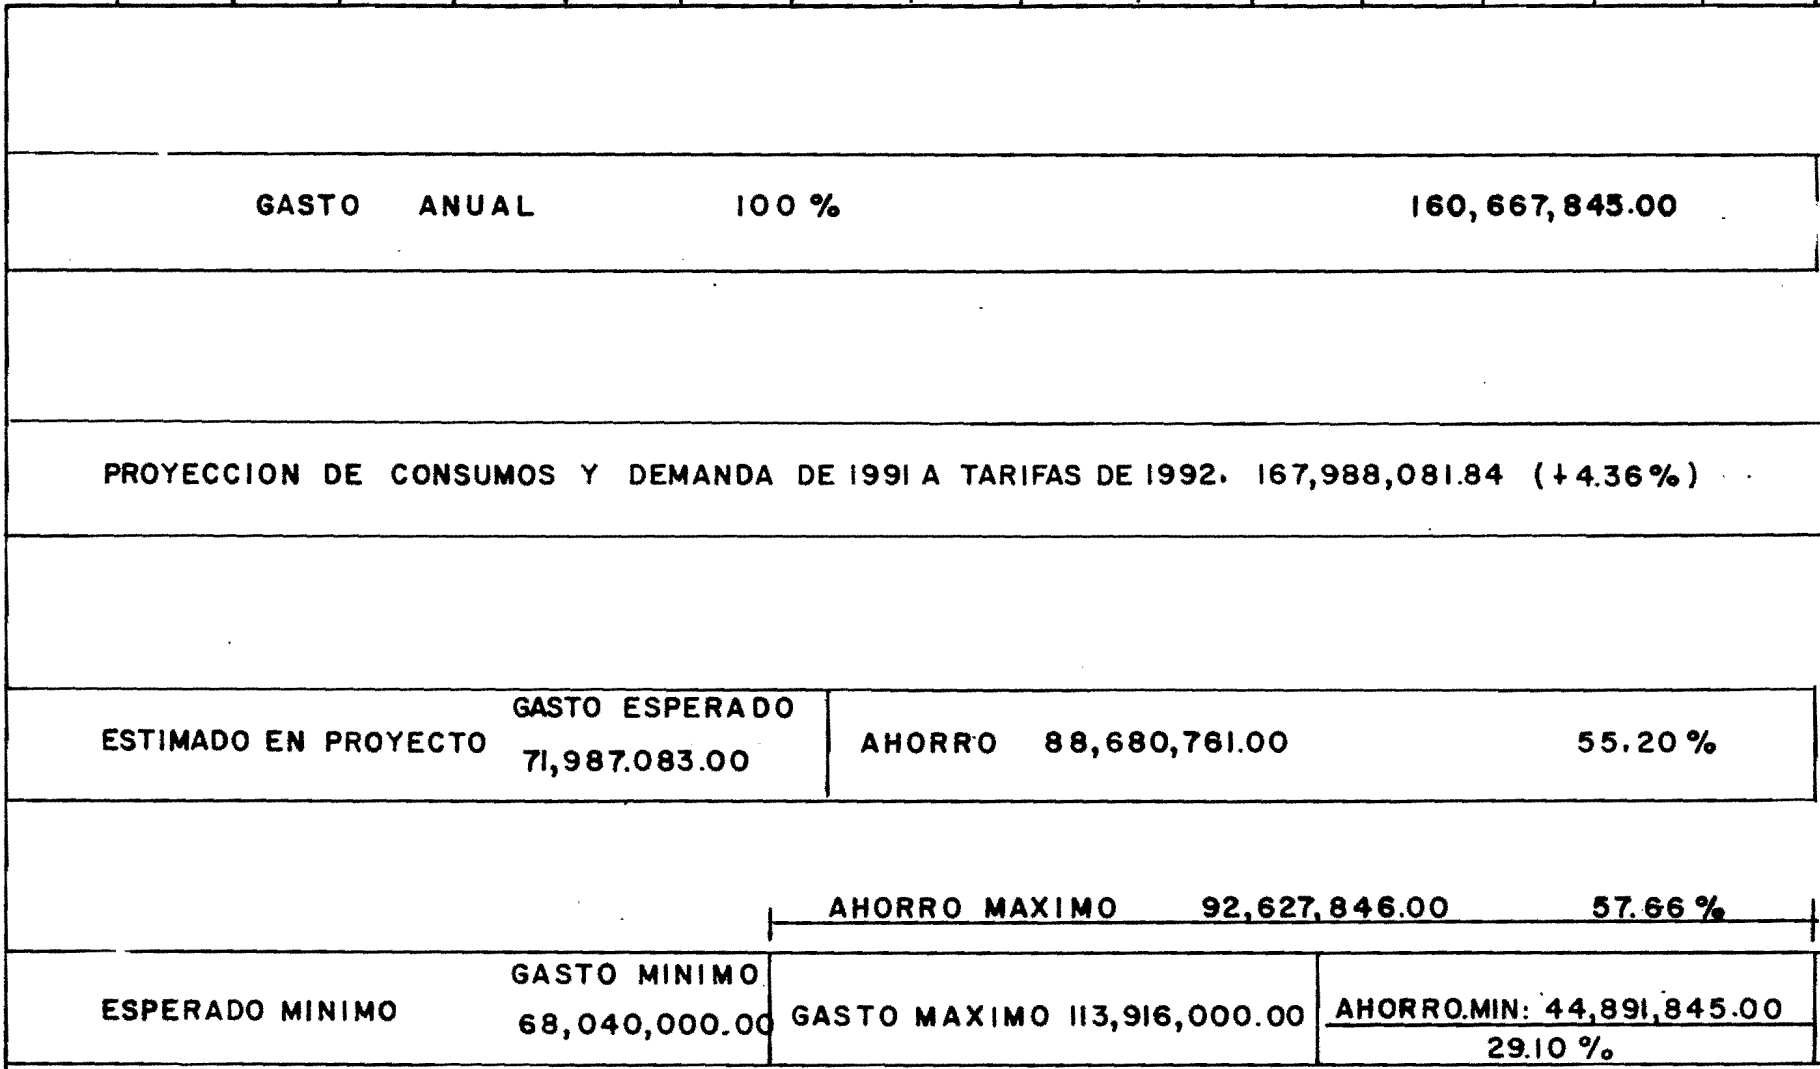 GASTO ANUAL 100 % 160,667,845.00
PROYECCION DE CONSUMOS Y DEMANDA DE 1991 A TARIFAS DE 1992. 167,988,081.84 (+4.36%)
GASTO ESPERADO
ESTIMADO EN PROYECTO
71,987.083.00
AHORRO 88,680,761.00 55.20 %
AHORRO MAXIMO 92,627,846.00 57.66 %
GASTO MINIMO
ESPERADO MINIMO
68,040,000.00
GASTO MAXIMO 113,916,000.00
AHORRO.MIN: 44,891,845.00
29.10 %